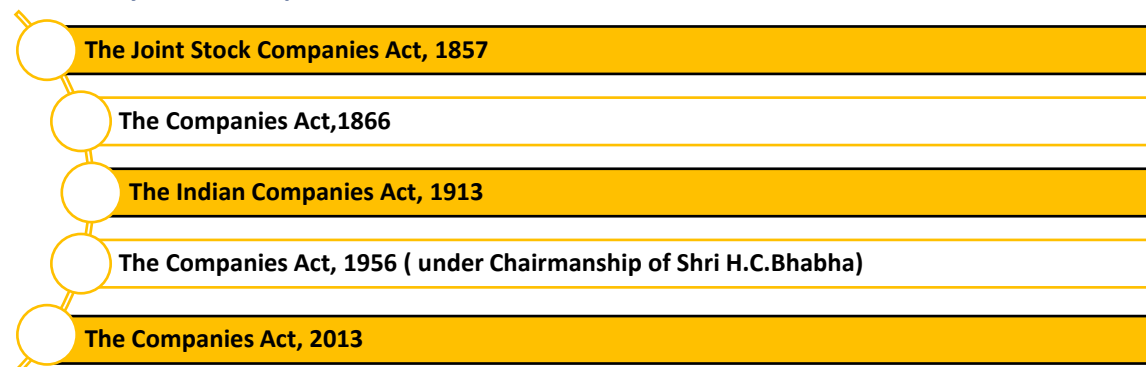 The Joint Stock Companies Act, 1857
The Companies Act,1866
The Indian Companies Act, 1913
The Companies Act, 1956 ( under Chairmanship of Shri H.C.Bhabha)
The Companies Act, 2013